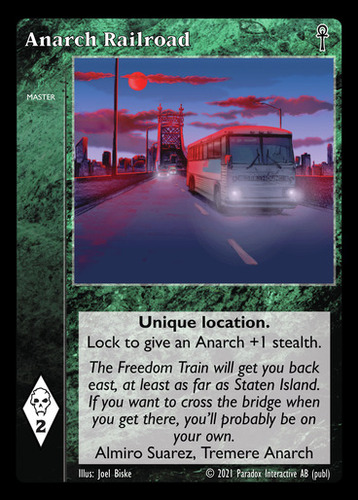 Anarch Railroad
MASTER
Unique location.
Lock to give an Anarch +1 stealth.
The Freedom Train will get you back
east, at least as far as Staten Island.
If you want to cross the bridge when
you get there, you'll probably be on
your own.
Almiro Suarez, Tremere Anarch
2
Illus: Joel Biske © 2021 Paradox Interactive AB (publ)